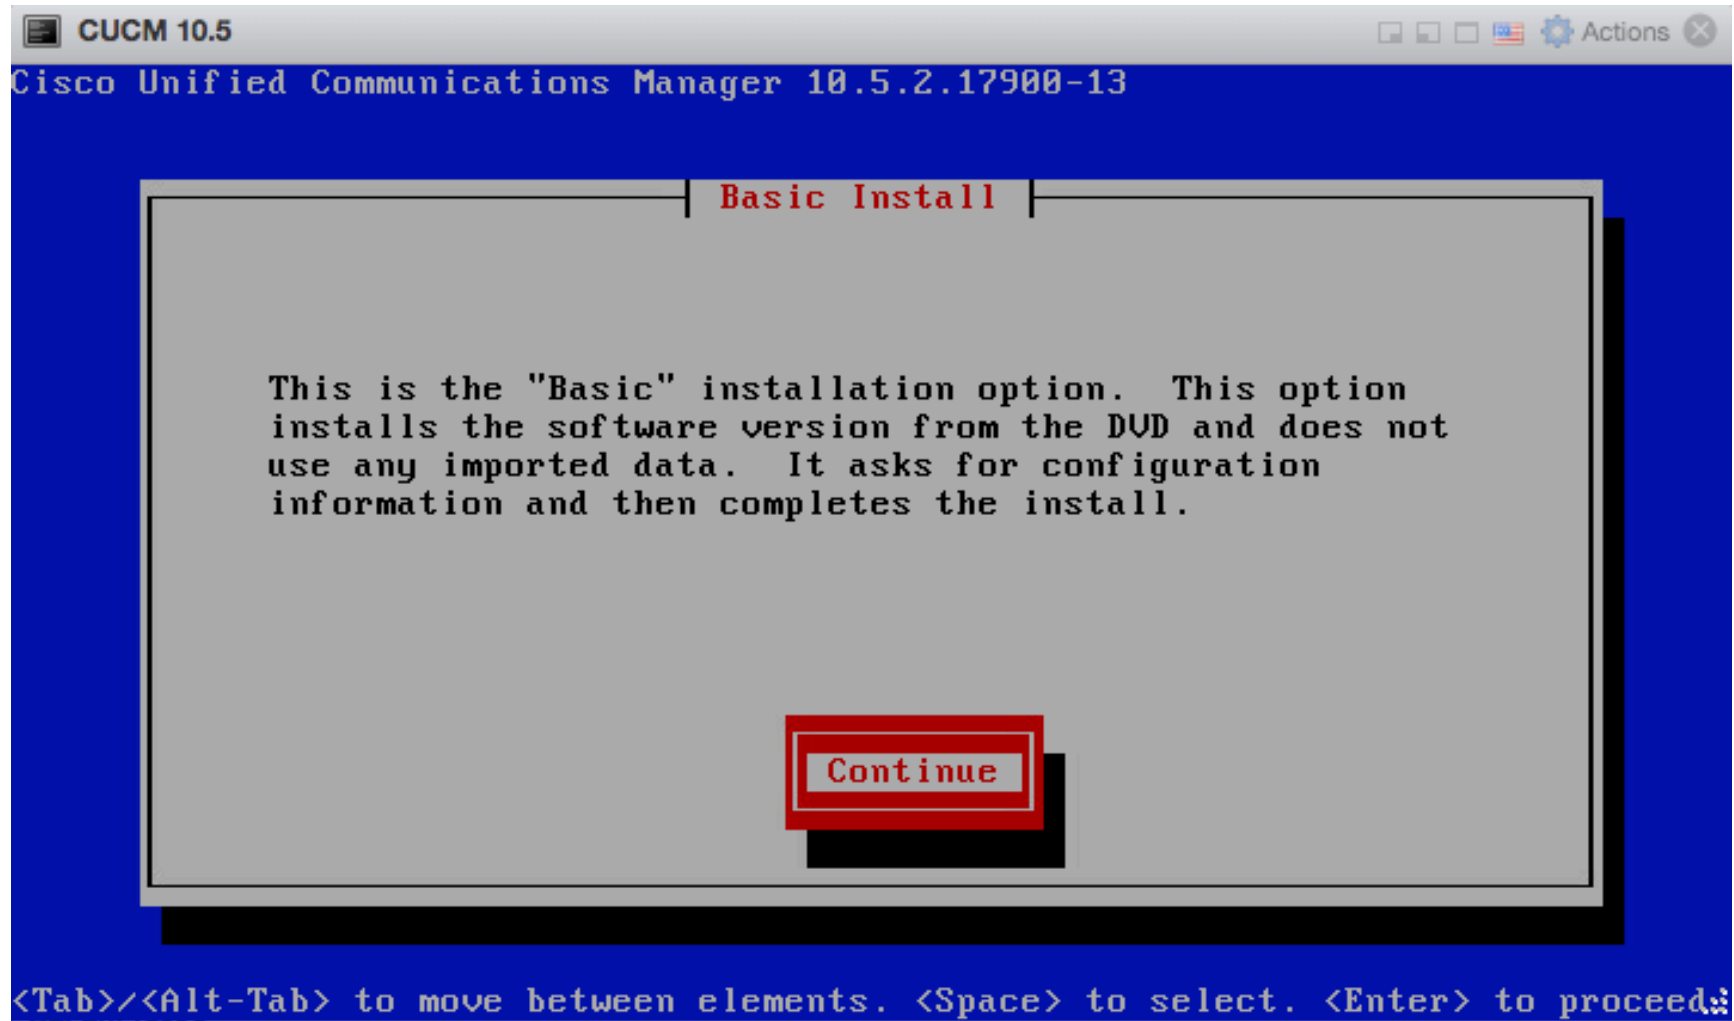 CUCM 10.5
Actions
Cisco Unified Communications Manager 10.5.2.17900-13
Basic Install
This is the "Basic" installation option.  This option
installs the software version from the DVD and does not
use any imported data.  It asks for configuration
information and then completes the install.
Continue
<Tab>/<Alt-Tab> to move between elements. <Space> to select. <Enter> to proceed.